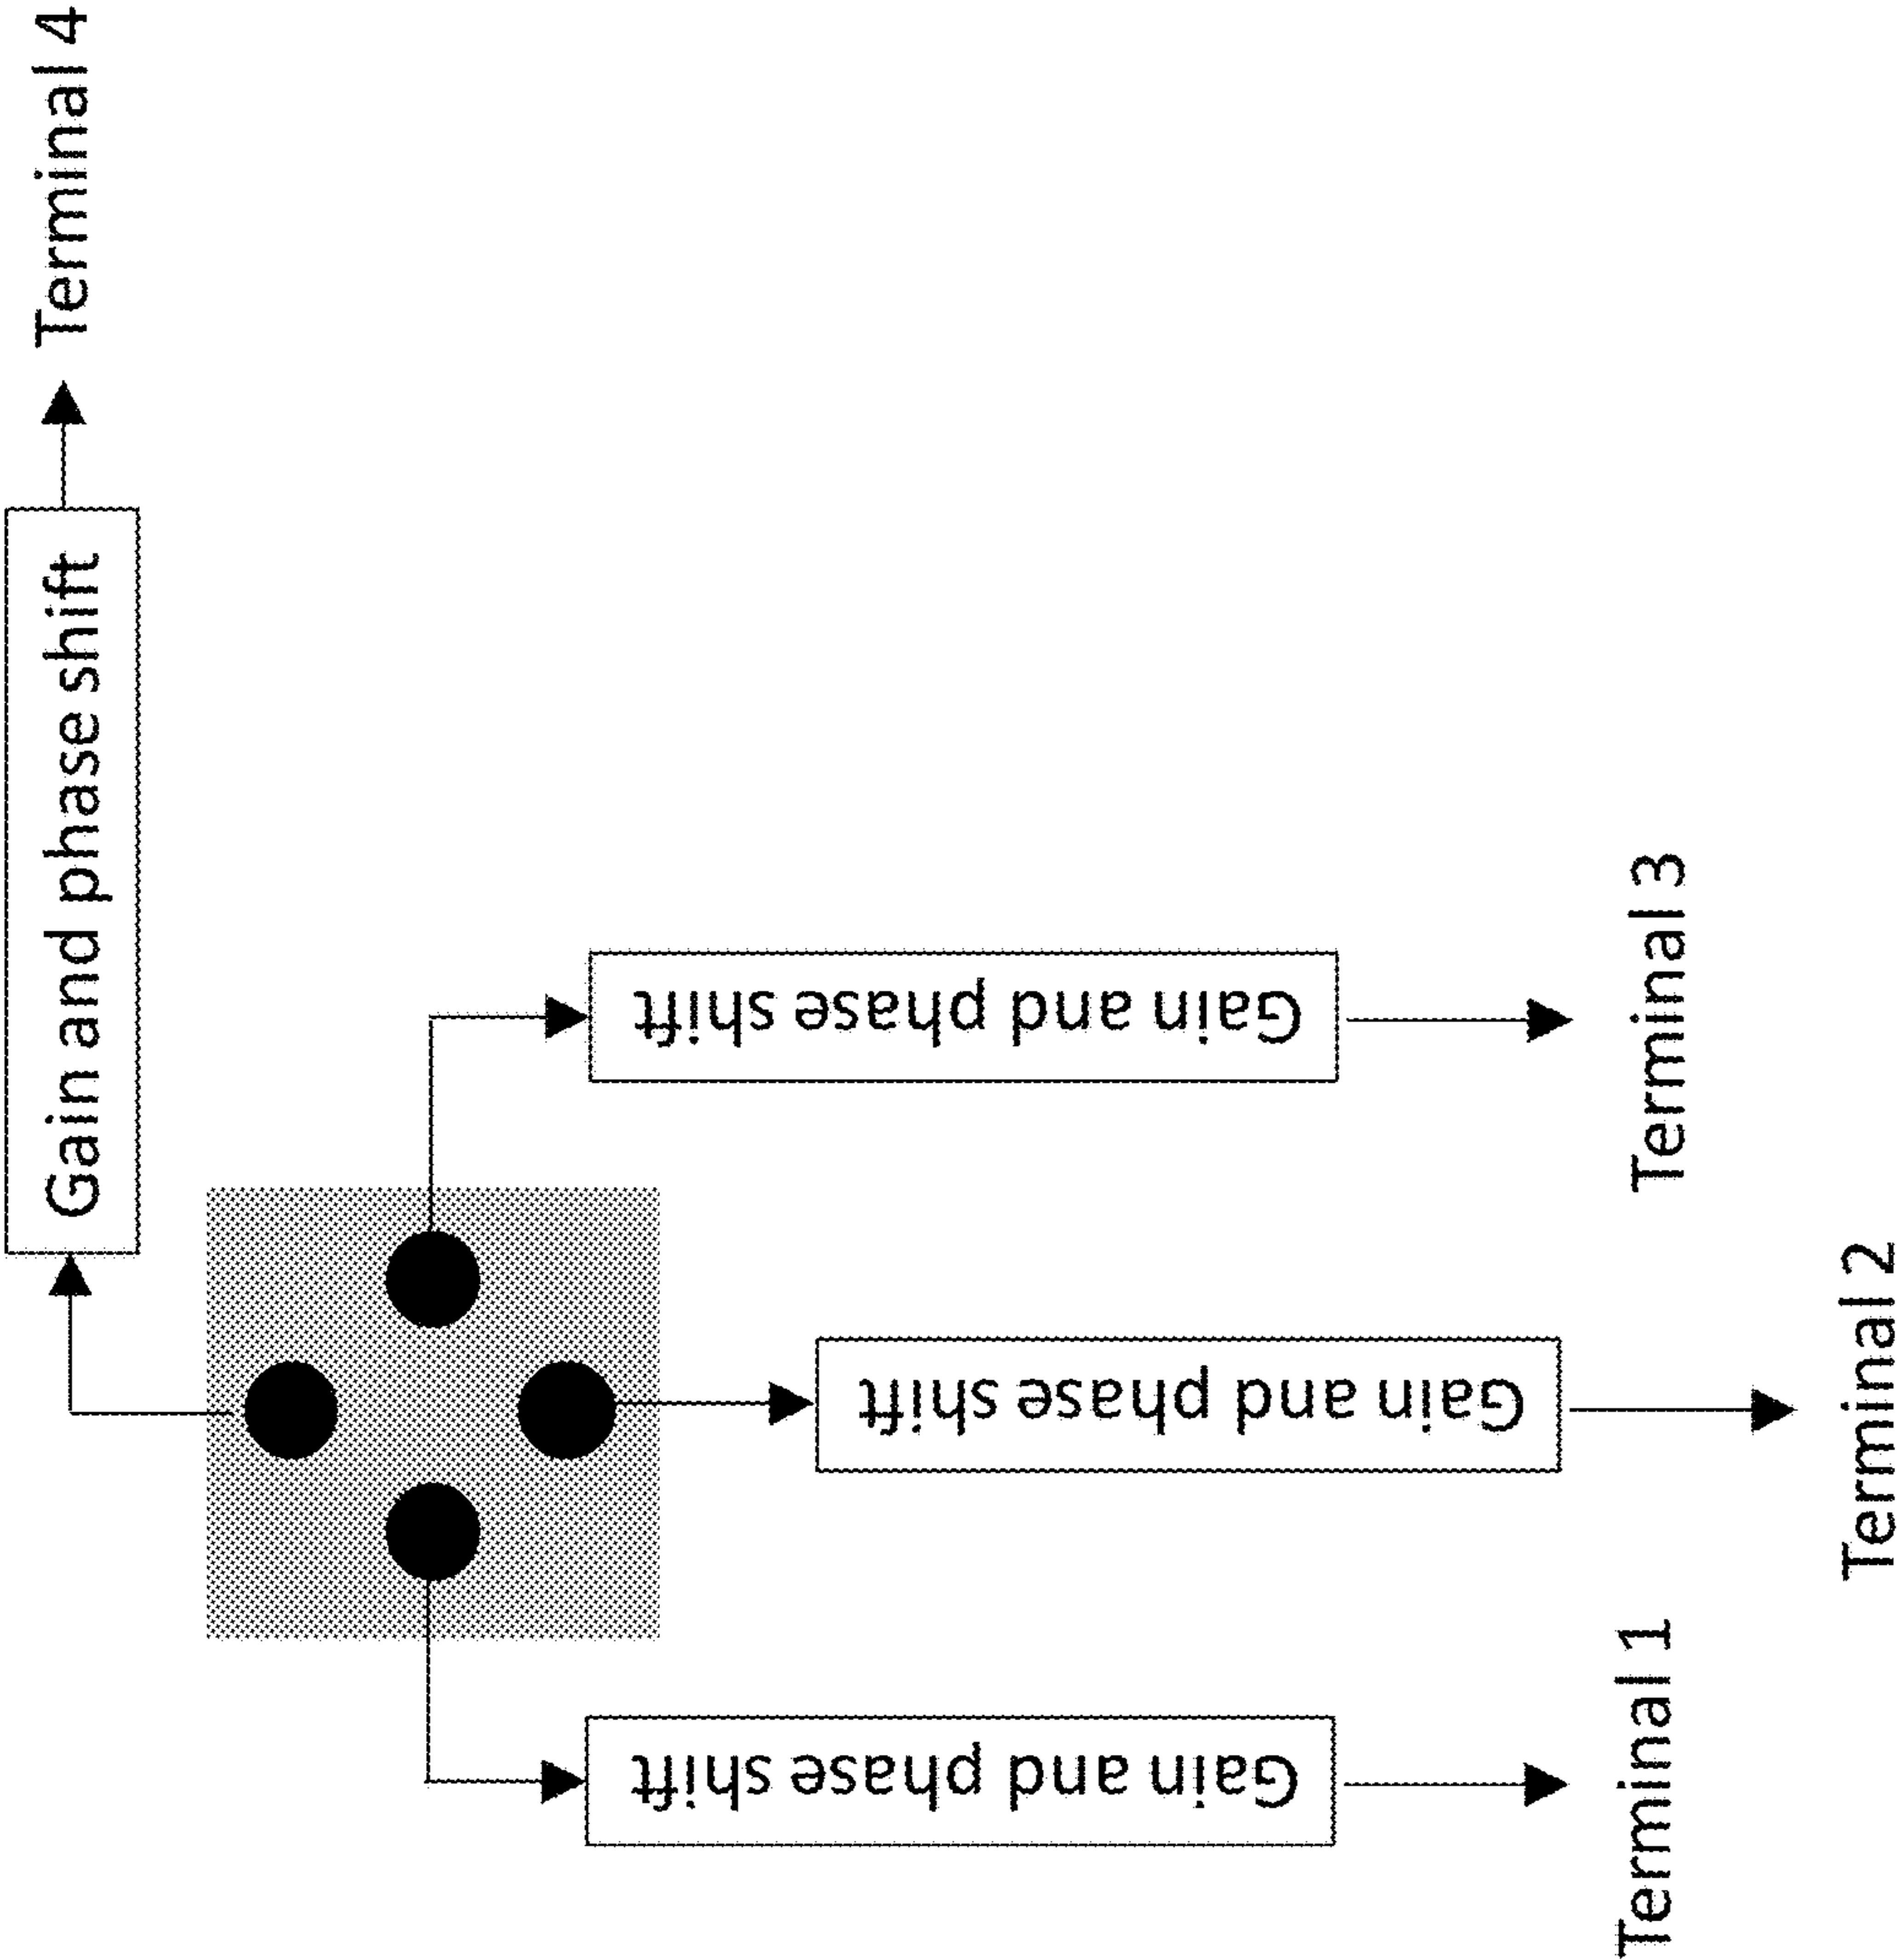 Gain and phase shift
Terminal 4
Gain and phase shift
Terminal 3
Gain and phase shift
Terminal 2
Gain and phase shift
Terminal 1